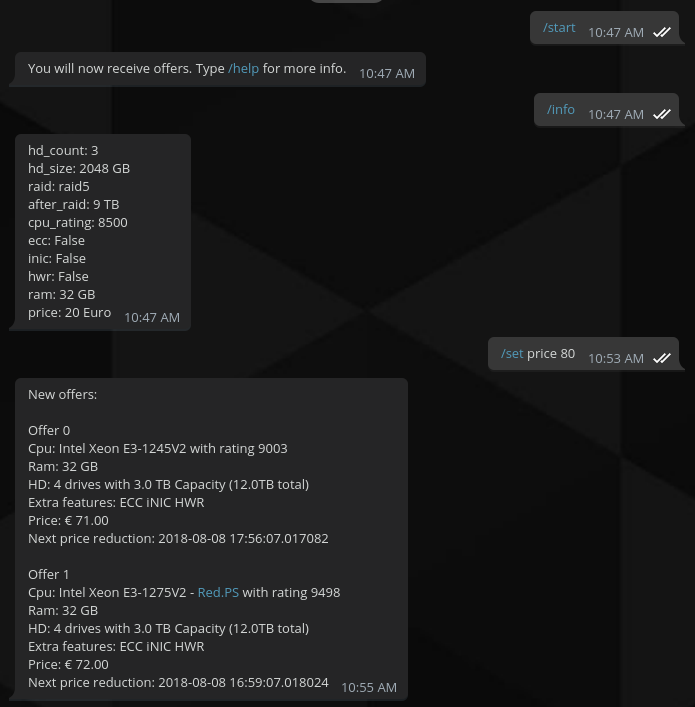 /start 10:47 AM
You will now receive offers. Type /help for more info. 10:47 AM
/info 10:47 AM
hd_count: 3
hd_size: 2048 GB
raid: raid5
after_raid: 9 TB
cpu_rating: 8500
ecc: False
inic: False
hwr: False
ram: 32 GB
price: 20 Euro 10:47 AM
/set price 80 10:53 AM
New offers:
Offer 0
Cpu: Intel Xeon E3-1245V2 with rating 9003
Ram: 32 GB
HD: 4 drives with 3.0 TB Capacity (12.0TB total)
Extra features: ECC iNIC HWR
Price: € 71.00
Next price reduction: 2018-08-08 17:56:07.017082
Offer 1
Cpu: Intel Xeon E3-1275V2 - Red.PS with rating 9498
Ram: 32 GB
HD: 4 drives with 3.0 TB Capacity (12.0TB total)
Extra features: ECC iNIC HWR
Price: € 72.00
Next price reduction: 2018-08-08 16:59:07.018024 10:55 AM